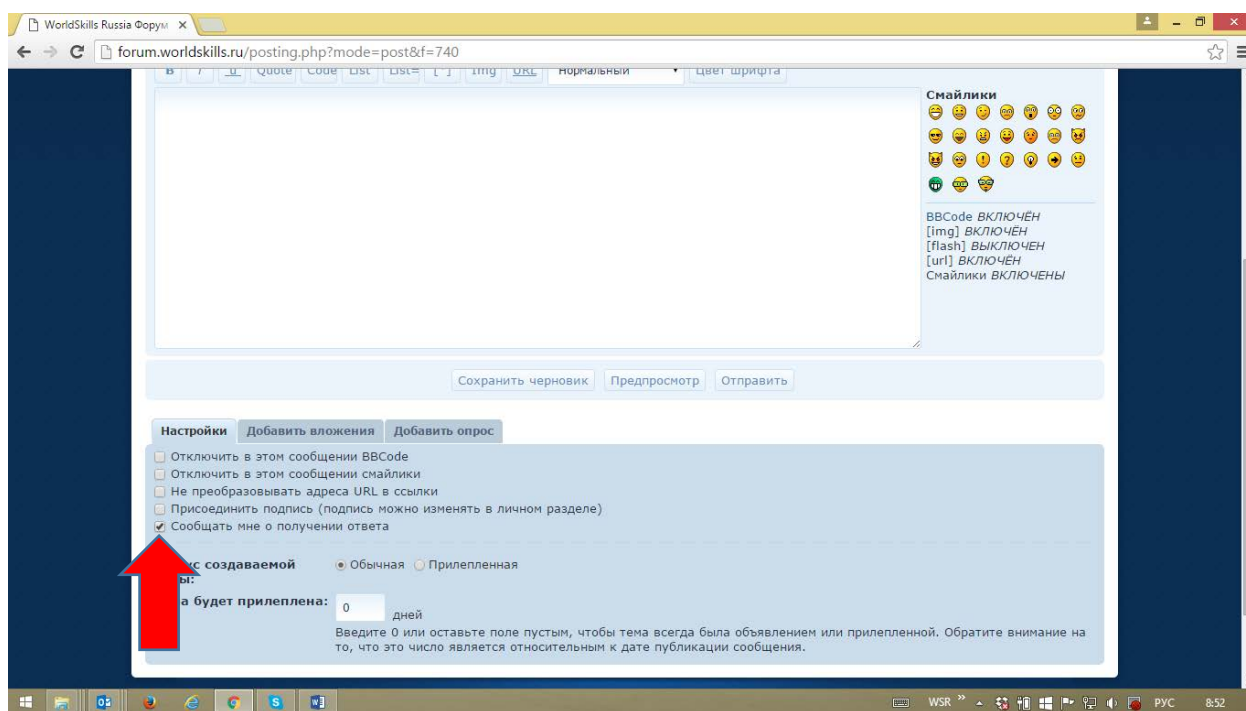 WorldSkills Russia Форум
forum.worldskills.ru/posting.php?mode=post&f=740
B i u Quote Code List List= [*] Img URL Нормальный Цвет шрифта
Смайлики
BBCode ВКЛЮЧЁН
[img] ВКЛЮЧЁН
[flash] ВЫКЛЮЧЕН
[url] ВКЛЮЧЁН
Смайлики ВКЛЮЧЕНЫ
Сохранить черновик Предпросмотр Отправить
Настройки Добавить вложения Добавить опрос
Отключить в этом сообщении BBCode
Отключить в этом сообщении смайлики
Не преобразовывать адреса URL в ссылки
Присоединить подпись (подпись можно изменять в личном разделе)
Сообщать мне о получении ответа
с создаваемой
ы:
Обычная Прилепленная
а будет прилеплена:
0 дней
Введите 0 или оставьте поле пустым, чтобы тема всегда была объявлением или прилепленной. Обратите внимание на
то, что это число является относительным к дате публикации сообщения.
WSR РУС 8:52